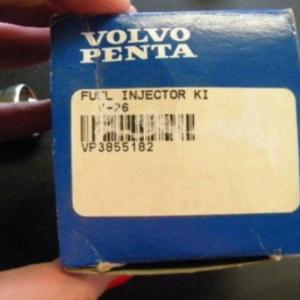 VOLVO
PENTA
FUEL INJECTOR KI
V-26
VP3855182